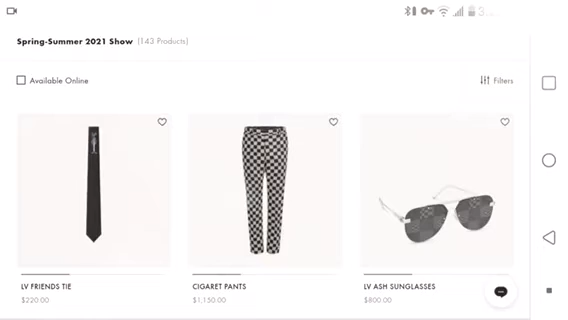 Spring-Summer 2021 Show (143 Products)
Available Online
Filters
LV FRIENDS TIE
$220.00
CIGARET PANTS
$1,150.00
LV ASH SUNGLASSES
$800.00